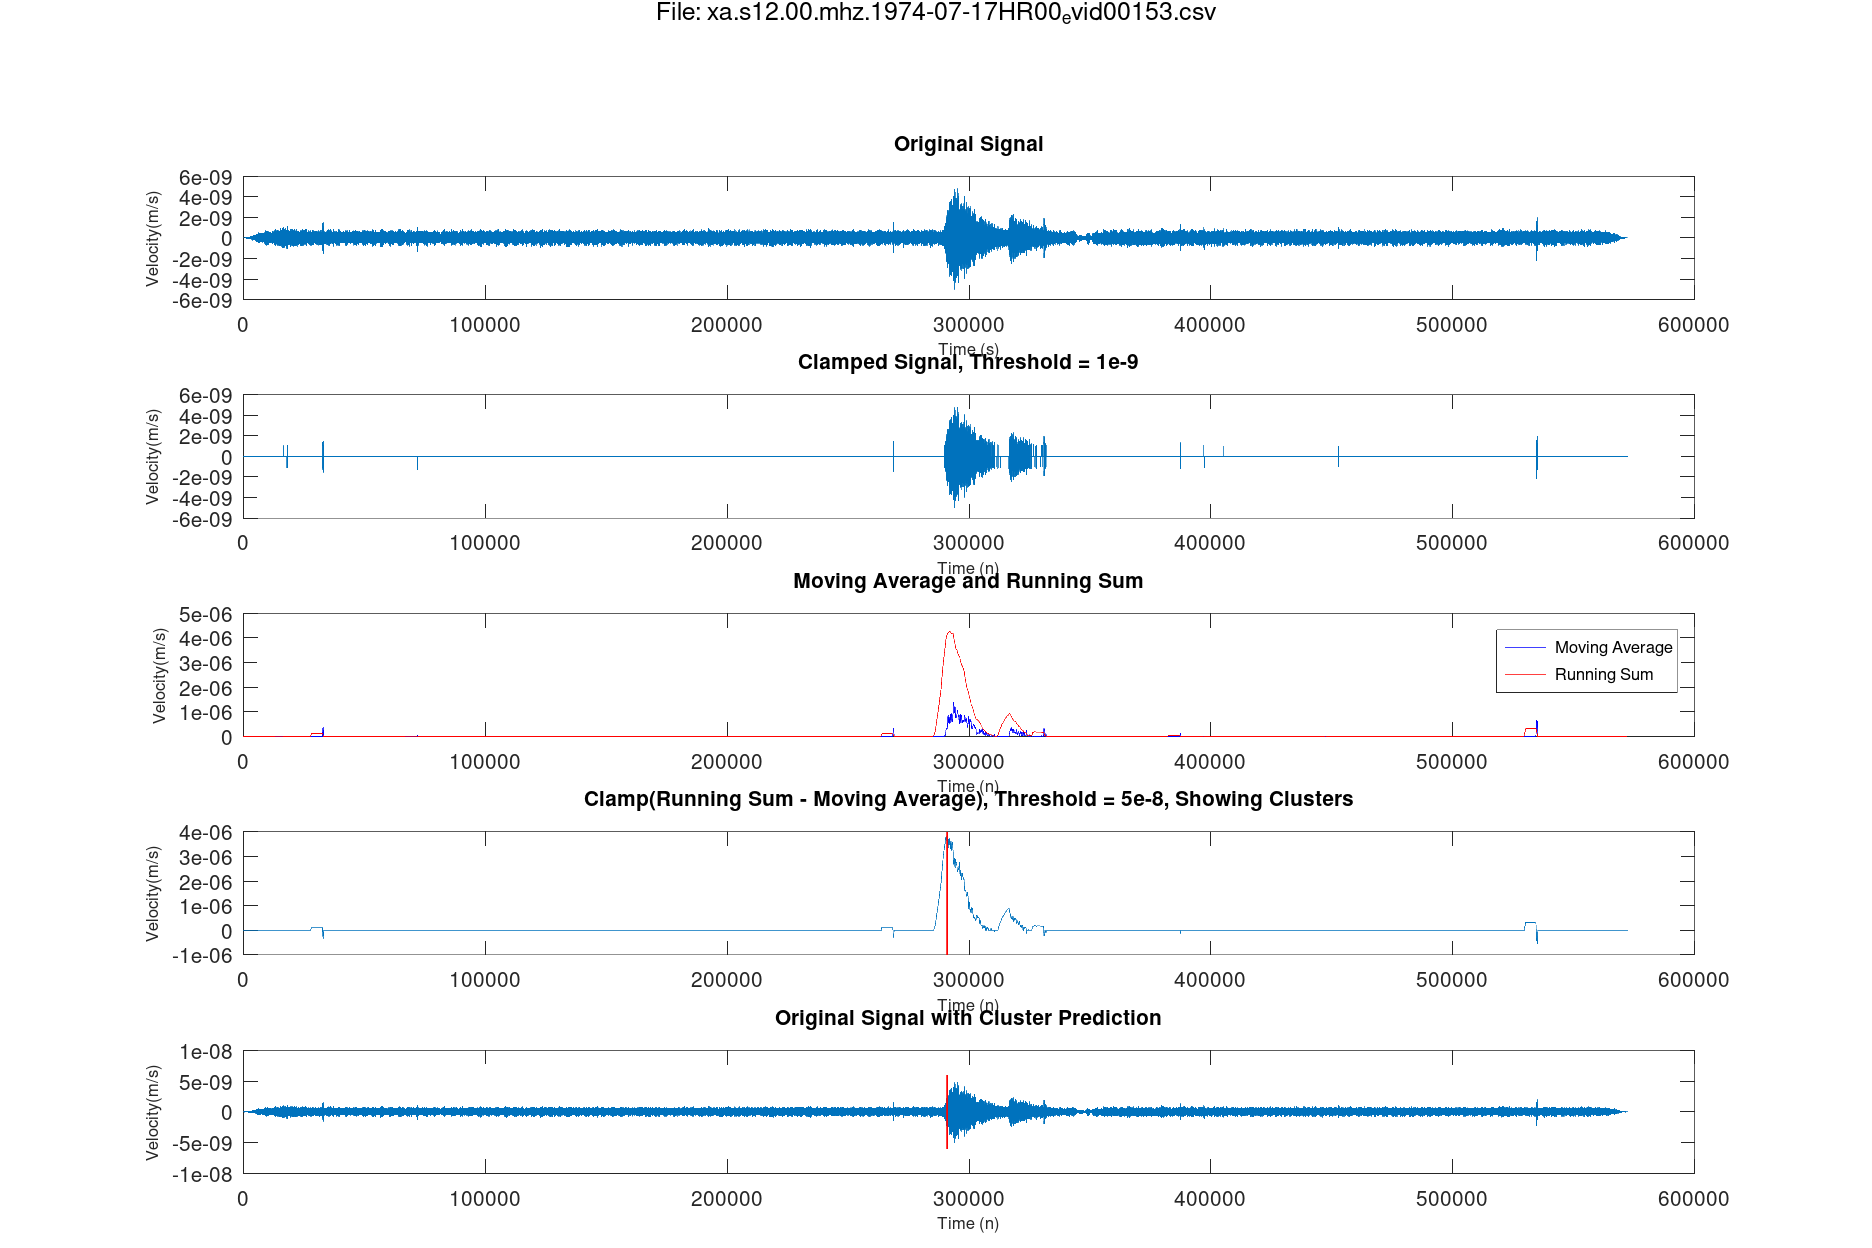 File: xa.s12.00.mhz.1974-07-17HR00evid00153.csv
Original Signal
6e-09
4e-09
2e-09
0
-2e-09
-4e-09
-6e-09
Velocity(m/s)
0 100000 200000 300000 400000 500000 600000
Time (s)
Clamped Signal, Threshold = 1e-9
6e-09
4e-09
2e-09
0
-2e-09
-4e-09
-6e-09
Velocity(m/s)
0 100000 200000 300000 400000 500000 600000
Time (n)
Moving Average and Running Sum
5e-06
4e-06
3e-06
2e-06
1e-06
0
Velocity(m/s)
Moving Average
Running Sum
0 100000 200000 300000 400000 500000 600000
Time (n)
Clamp(Running Sum - Moving Average), Threshold = 5e-8, Showing Clusters
4e-06
3e-06
2e-06
1e-06
0
-1e-06
Velocity(m/s)
0 100000 200000 300000 400000 500000 600000
Time (n)
Original Signal with Cluster Prediction
1e-08
5e-09
0
-5e-09
-1e-08
Velocity(m/s)
0 100000 200000 300000 400000 500000 600000
Time (n)